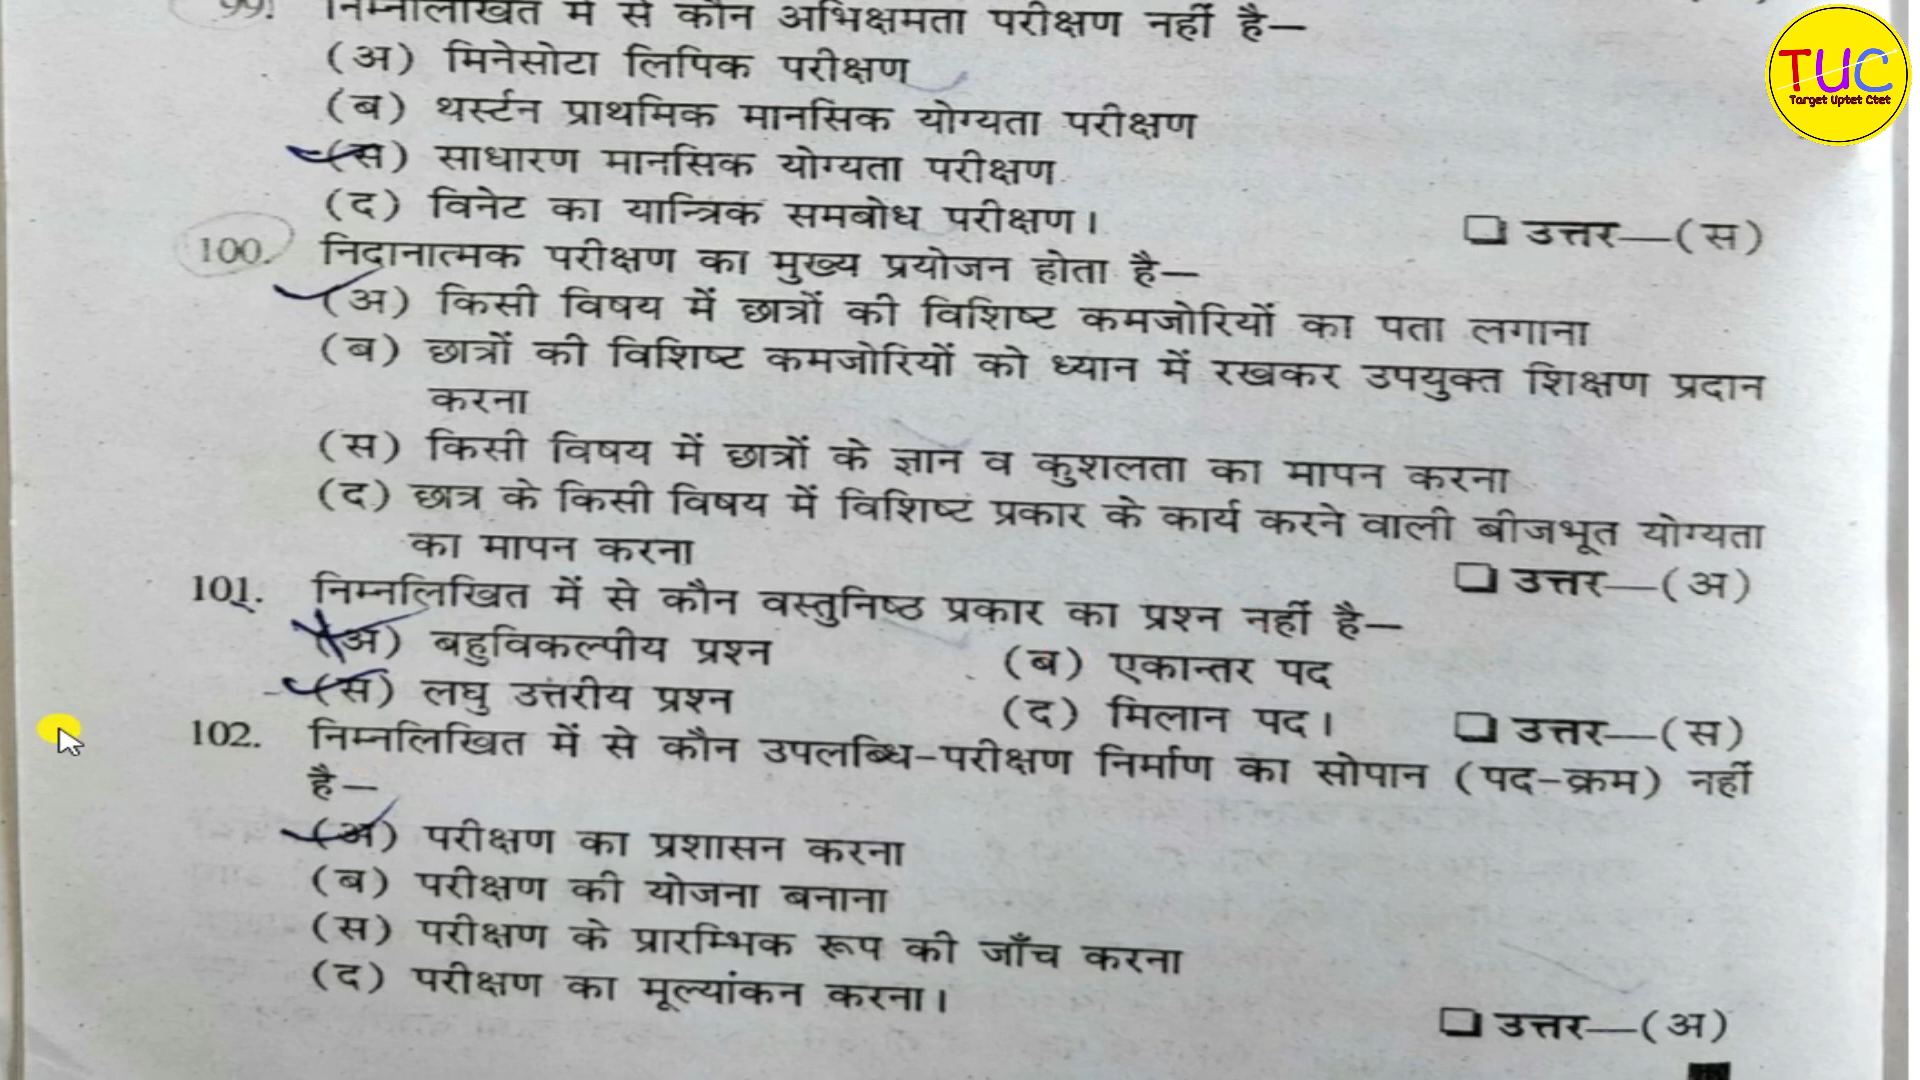 99. निम्नलिखित में से कौन अभिक्षमता परीक्षण नहीं है—
(अ) मिनेसोटा लिपिक परीक्षण
(ब) थर्स्टन प्राथमिक मानसिक योग्यता परीक्षण
(स) साधारण मानसिक योग्यता परीक्षण
(द) विनेट का यान्त्रिक समबोध परीक्षण।
❑ उत्तर—(स)
100. निदानात्मक परीक्षण का मुख्य प्रयोजन होता है—
(अ) किसी विषय में छात्रों की विशिष्ट कमजोरियों का पता लगाना
(ब) छात्रों की विशिष्ट कमजोरियों को ध्यान में रखकर उपयुक्त शिक्षण प्रदान
करना
(स) किसी विषय में छात्रों के ज्ञान व कुशलता का मापन करना
(द) छात्र के किसी विषय में विशिष्ट प्रकार के कार्य करने वाली बीजभूत योग्यता
का मापन करना
❑ उत्तर—(अ)
101. निम्नलिखित में से कौन वस्तुनिष्ठ प्रकार का प्रश्न नहीं है—
(अ) बहुविकल्पीय प्रश्न (ब) एकान्तर पद
(स) लघु उत्तरीय प्रश्न (द) मिलान पद। ❑ उत्तर—(स)
102. निम्नलिखित में से कौन उपलब्धि-परीक्षण निर्माण का सोपान (पद-क्रम) नहीं
है—
(अ) परीक्षण का प्रशासन करना
(ब) परीक्षण की योजना बनाना
(स) परीक्षण के प्रारम्भिक रूप की जाँच करना
(द) परीक्षण का मूल्यांकन करना।
❑ उत्तर—(अ)
TUC
Target Uptet Ctet